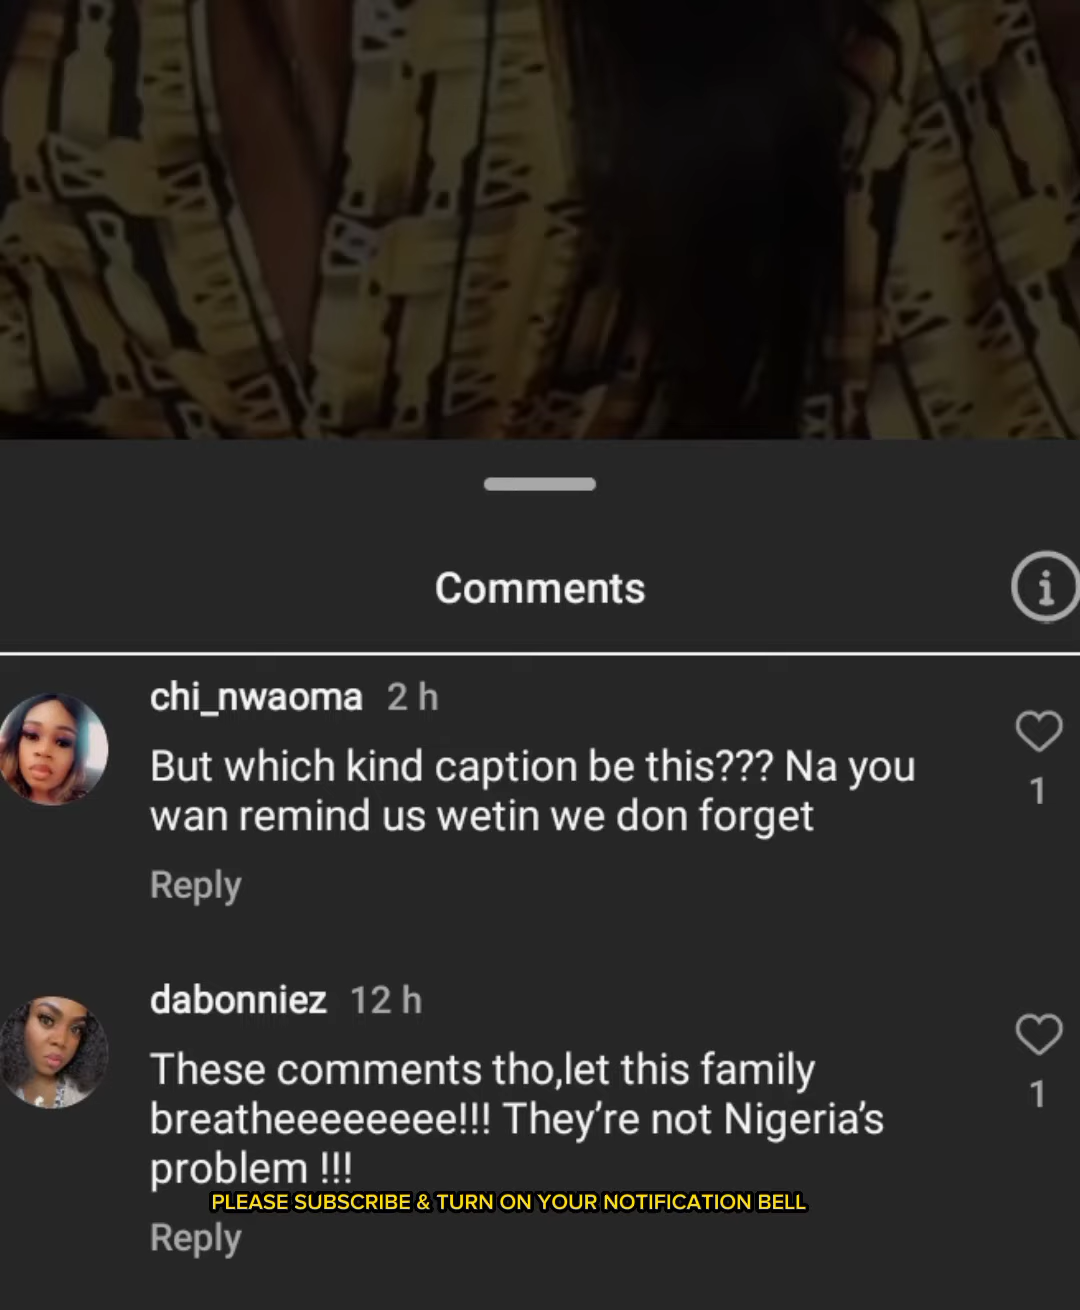 Comments
chi_nwaoma 2 h
But which kind caption be this??? Na you
wan remind us wetin we don forget
1
Reply
dabonniez 12 h
These comments tho,let this family
breatheeeeeeeee!!! They’re not Nigeria’s
problem !!!
1
PLEASE SUBSCRIBE & TURN ON YOUR NOTIFICATION BELL
Reply